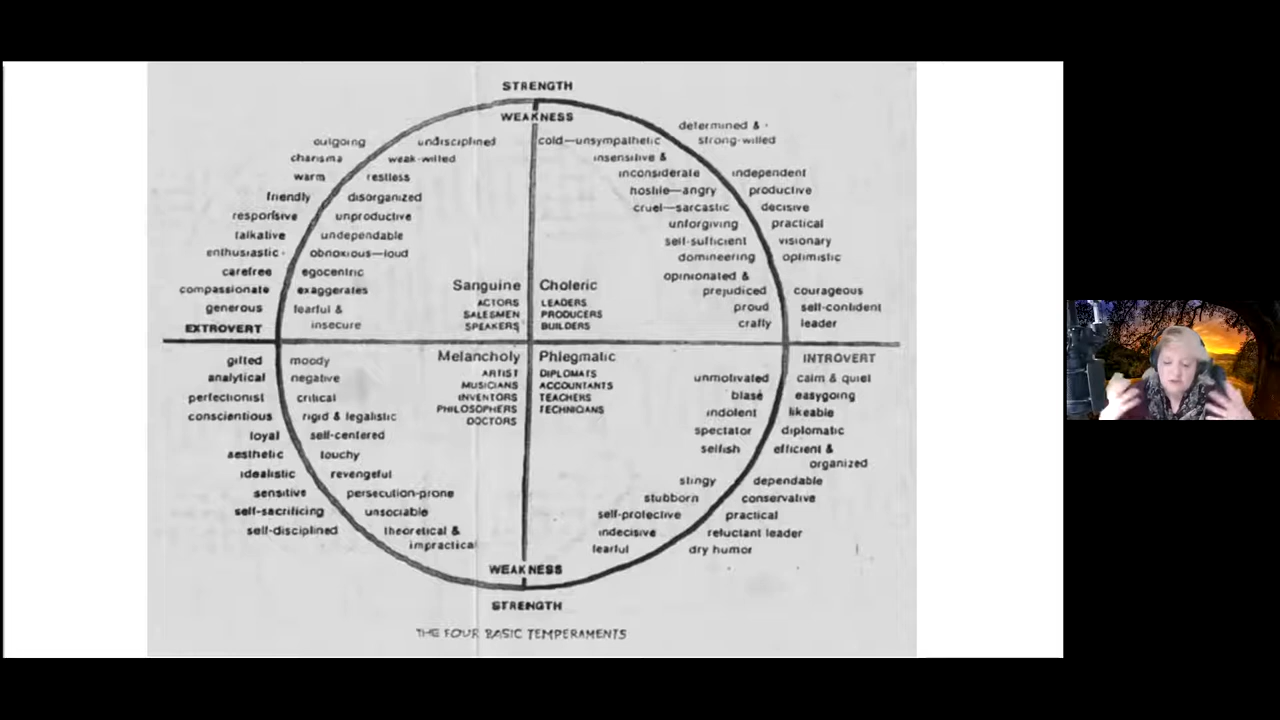 STRENGTH
WEAKNESS
outgoing
charisma
warm
friendly
responsive
talkative
enthusiastic
carefree
compassionate
generous
EXTROVERT
undisciplined
weak-willed
restless
disorganized
unproductive
undependable
obnoxious—loud
egocentric
exaggerates
fearful &
insecure
Sanguine
ACTORS
SALESMEN
SPEAKERS
cold—unsympathetic
insensitive &
inconsiderate
hostile—angry
cruel—sarcastic
unforgiving
self-sufficient
domineering
opinionated &
prejudiced
proud
crafty
Choleric
LEADERS
PRODUCERS
BUILDERS
determined &
strong-willed
independent
productive
decisive
practical
visionary
optimistic
courageous
self-confident
leader
gifted
analytical
perfectionist
conscientious
loyal
aesthetic
idealistic
sensitive
self-sacrificing
self-disciplined
moody
negative
critical
rigid & legalistic
self-centered
touchy
revengeful
persecution-prone
unsociable
theoretical &
impractical
Melancholy
ARTIST
MUSICIANS
INVENTORS
PHILOSOPHERS
DOCTORS
Phlegmatic
DIPLOMATS
ACCOUNTANTS
TEACHERS
TECHNICIANS
unmotivated
blasé
indolent
spectator
selfish
stingy
stubborn
self-protective
indecisive
fearful
INTROVERT
calm & quiet
easygoing
likeable
diplomatic
efficient &
organized
dependable
conservative
practical
reluctant leader
dry humor
WEAKNESS
STRENGTH
THE FOUR BASIC TEMPERAMENTS